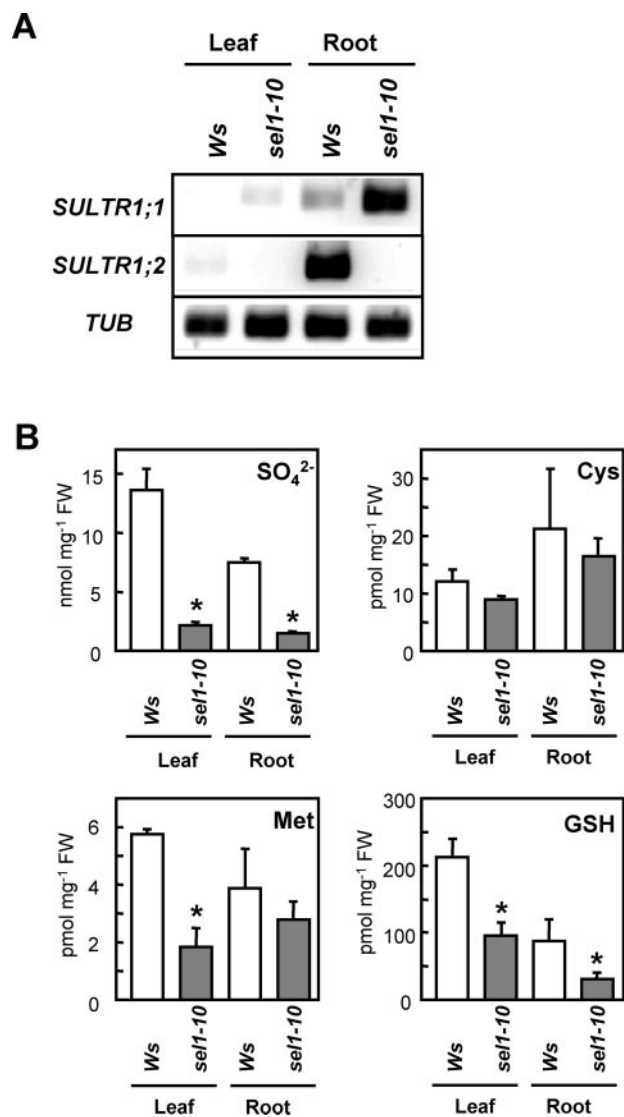 A
Leaf Root
Ws sel1-10 Ws sel1-10
SULTR1;1
SULTR1;2
TUB
B
SO₄²⁻
nmol mg⁻¹ FW
15
10
5
0
Ws sel1-10 Ws sel1-10
Leaf Root
Cys
pmol mg⁻¹ FW
30
20
10
0
Ws sel1-10 Ws sel1-10
Leaf Root
Met
pmol mg⁻¹ FW
6
4
2
0
* 
Ws sel1-10 Ws sel1-10
Leaf Root
GSH
pmol mg⁻¹ FW
300
200
100
0
Ws sel1-10 Ws sel1-10
Leaf Root